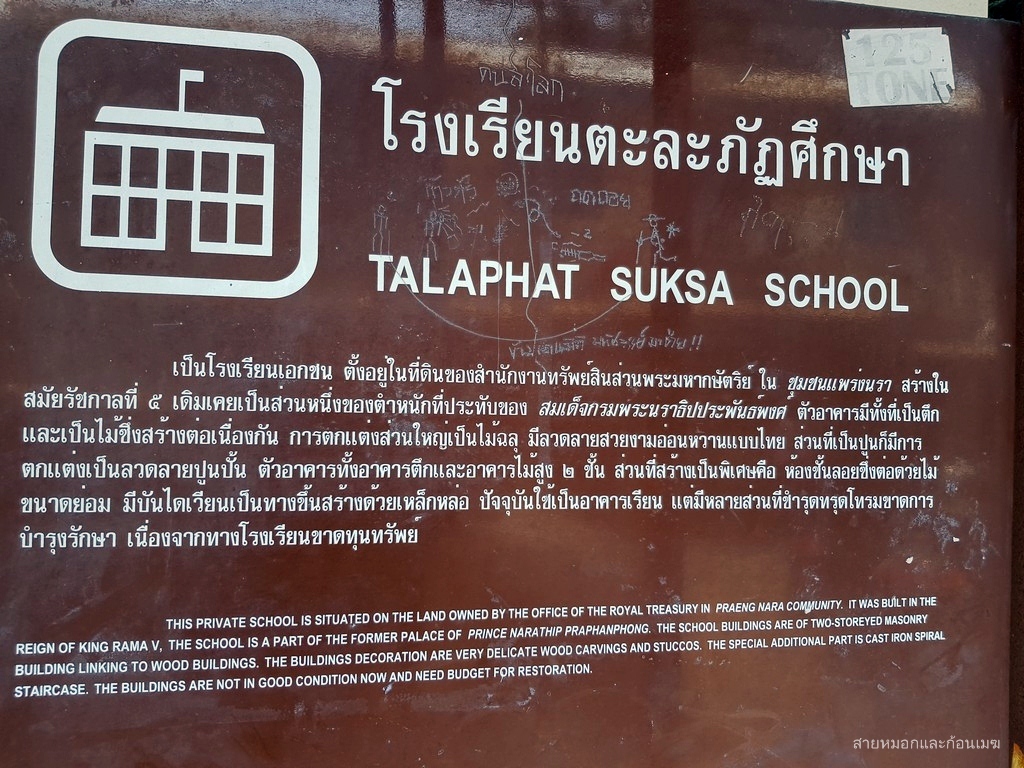 125
TONE
คนละโลก
โรงเรียนตะละภัฏศึกษา
ถดถอย
TALAPHAT SUKSA SCHOOL
เป็นโรงเรียนเอกชน ตั้งอยู่ในที่ดินของสำนักงานทรัพย์สินส่วนพระมหากษัตริย์ ใน ชุมชนแพร่งนรา สร้างใน
สมัยรัชกาลที่ ๕ เดิมเคยเป็นส่วนหนึ่งของตำหนักที่ประทับของ สมเด็จกรมพระนราธิปประพันธ์พงศ์ ตัวอาคารมีทั้งที่เป็นตึก
และเป็นไม้ซึ่งสร้างต่อเนื่องกัน การตกแต่งส่วนใหญ่เป็นไม้ฉลุ มีลวดลายสวยงามอ่อนหวานแบบไทย ส่วนที่เป็นปูนก็มีการ
ตกแต่งเป็นลวดลายปูนปั้น ตัวอาคารทั้งอาคารตึกและอาคารไม้สูง ๒ ชั้น ส่วนที่สร้างเป็นพิเศษคือ ห้องชั้นลอยซึ่งต่อด้วยไม้
ขนาดย่อม มีบันไดเวียนเป็นทางขึ้นสร้างด้วยเหล็กหล่อ ปัจจุบันใช้เป็นอาคารเรียน แต่มีหลายส่วนที่ชำรุดทรุดโทรมขาดการ
บำรุงรักษา เนื่องจากทางโรงเรียนขาดทุนทรัพย์
THIS PRIVATE SCHOOL IS SITUATED ON THE LAND OWNED BY THE OFFICE OF THE ROYAL TREASURY IN PRAENG NARA COMMUNITY. IT WAS BUILT IN THE
REIGN OF KING RAMA V, THE SCHOOL IS A PART OF THE FORMER PALACE OF PRINCE NARATHIP PRAPHANPHONG. THE SCHOOL BUILDINGS ARE OF TWO-STOREYED MASONRY
BUILDING LINKING TO WOOD BUILDINGS. THE BUILDINGS DECORATION ARE VERY DELICATE WOOD CARVINGS AND STUCCOS. THE SPECIAL ADDITIONAL PART IS CAST IRON SPIRAL
STAIRCASE. THE BUILDINGS ARE NOT IN GOOD CONDITION NOW AND NEED BUDGET FOR RESTORATION.
สายหมอกและก้อนเมฆ